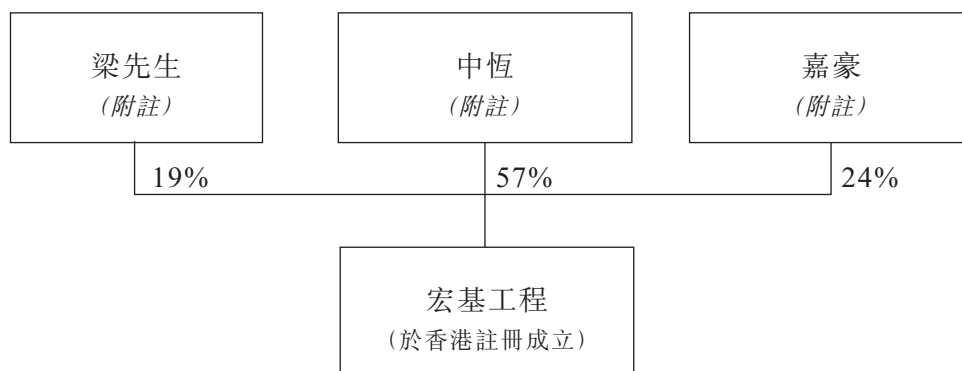 梁先生
（附註）
中恆
（附註）
嘉豪
（附註）
19%
57%
24%
宏基工程
（於香港註冊成立）